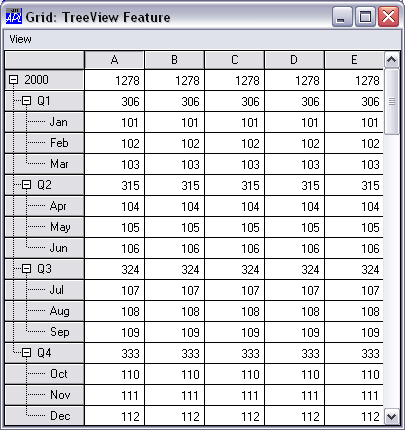 APL Grid: TreeView Feature
View
A B C D E
2000 1278 1278 1278 1278 1278
Q1 306 306 306 306 306
Jan 101 101 101 101 101
Feb 102 102 102 102 102
Mar 103 103 103 103 103
Q2 315 315 315 315 315
Apr 104 104 104 104 104
May 105 105 105 105 105
Jun 106 106 106 106 106
Q3 324 324 324 324 324
Jul 107 107 107 107 107
Aug 108 108 108 108 108
Sep 109 109 109 109 109
Q4 333 333 333 333 333
Oct 110 110 110 110 110
Nov 111 111 111 111 111
Dec 112 112 112 112 112